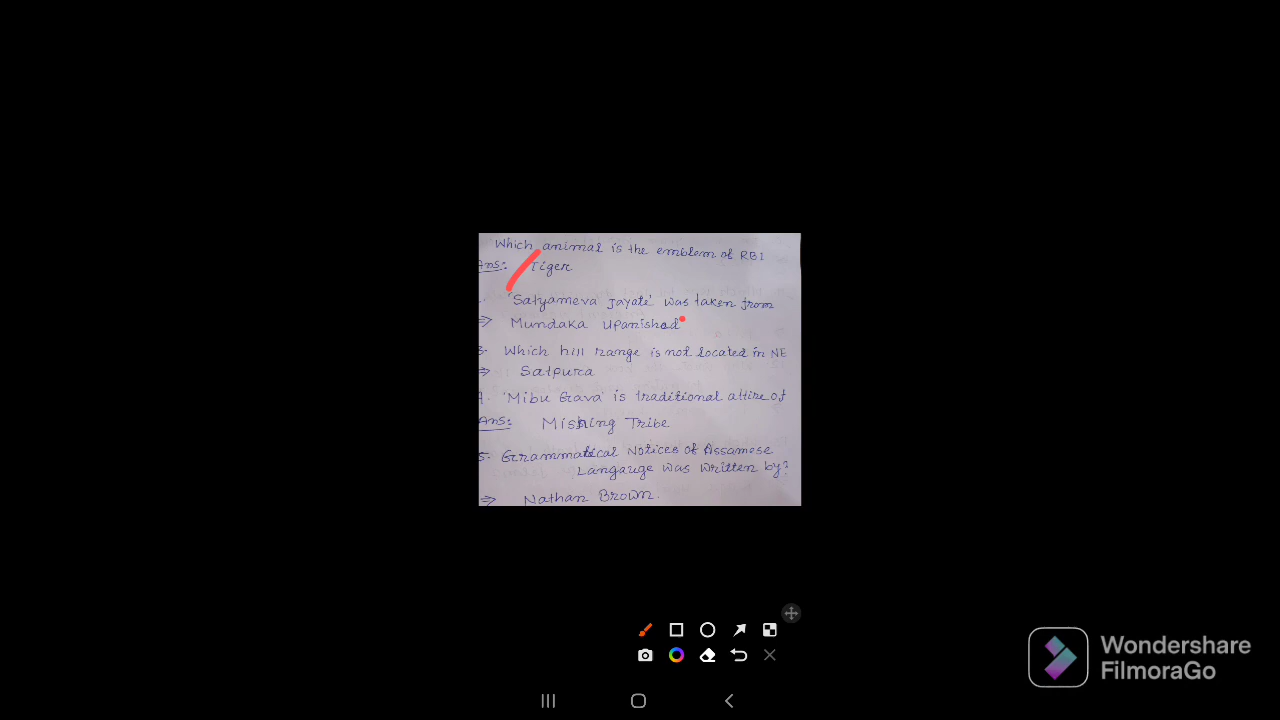 Which animal is the emblem of RBI
Ans: Tiger
'Satyameva Jayate' was taken from
⇒ Mundaka Upanishad
3. Which hill range is not located in NE
⇒ Satpura
4. 'Mibu Grava' is traditional attire of
Ans: Mishing Tribe
5. Grammatical Notices of Assamese
Langauge was written by?
⇒ Nathan Brown.
Wondershare
FilmoraGo